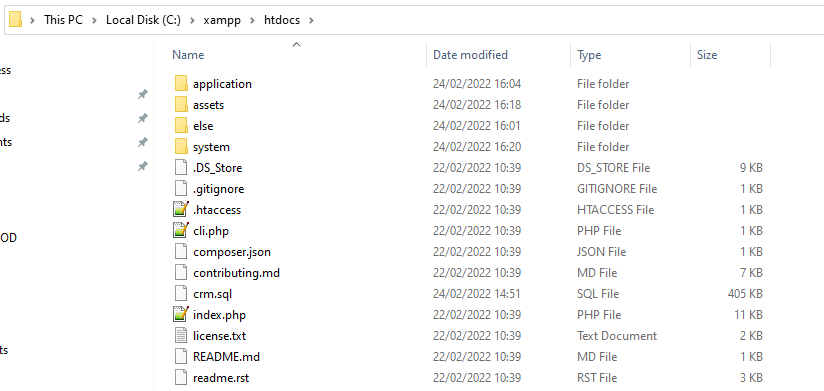 This PC > Local Disk (C:) > xampp > htdocs >
Name Date modified Type Size
ess
application 24/02/2022 16:04 File folder
assets 24/02/2022 16:18 File folder
ds
else 24/02/2022 16:01 File folder
nts
system 24/02/2022 16:20 File folder
.DS_Store 22/02/2022 10:39 DS_STORE File 9 KB
.gitignore 22/02/2022 10:39 GITIGNORE File 1 KB
.htaccess 22/02/2022 10:39 HTACCESS File 1 KB
cli.php 22/02/2022 10:39 PHP File 1 KB
OD
composer.json 22/02/2022 10:39 JSON File 1 KB
contributing.md 22/02/2022 10:39 MD File 7 KB
crm.sql 24/02/2022 14:51 SQL File 405 KB
index.php 22/02/2022 10:39 PHP File 11 KB
license.txt 22/02/2022 10:39 Text Document 2 KB
ts
README.md 22/02/2022 10:39 MD File 1 KB
readme.rst 22/02/2022 10:39 RST File 3 KB